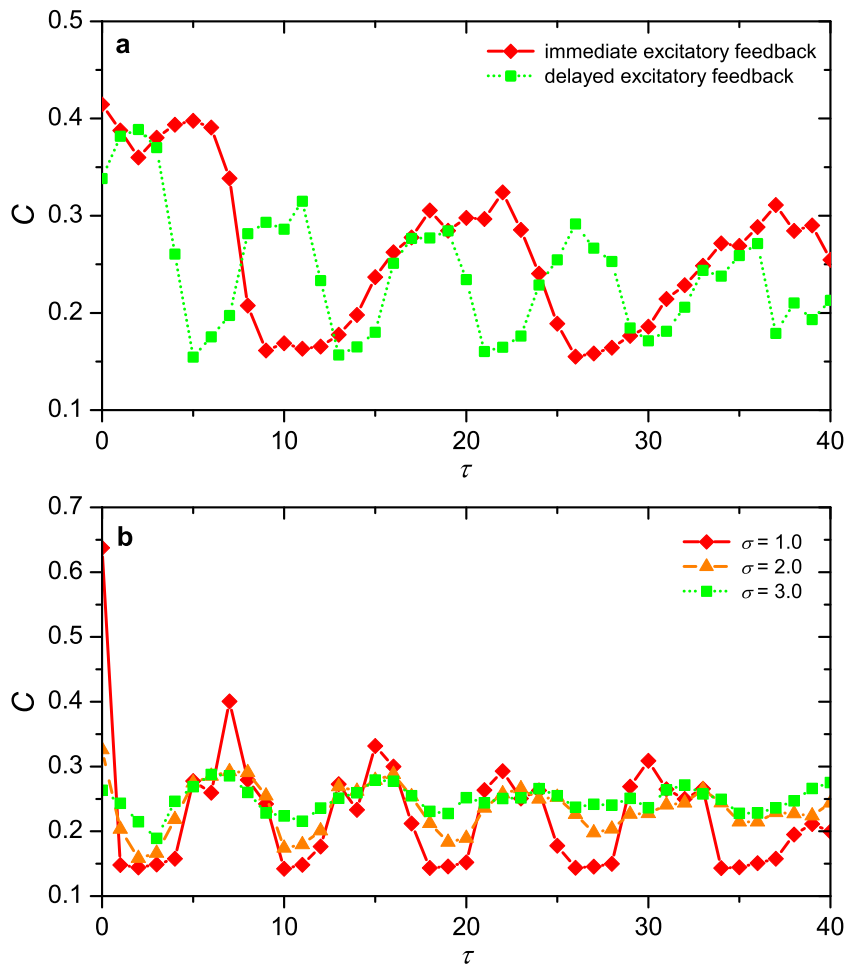 a
immediate excitatory feedback
delayed excitatory feedback
C
0.5
0.4
0.3
0.2
0.1
0 10 20 30 40
τ
b
σ = 1.0
σ = 2.0
σ = 3.0
C
0.7
0.6
0.5
0.4
0.3
0.2
0.1
0 10 20 30 40
τ